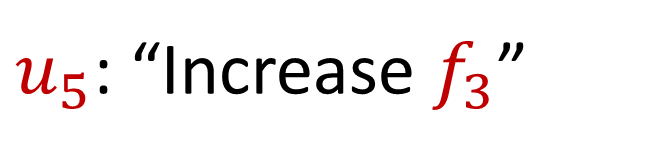 u₅: “Increase f₃”